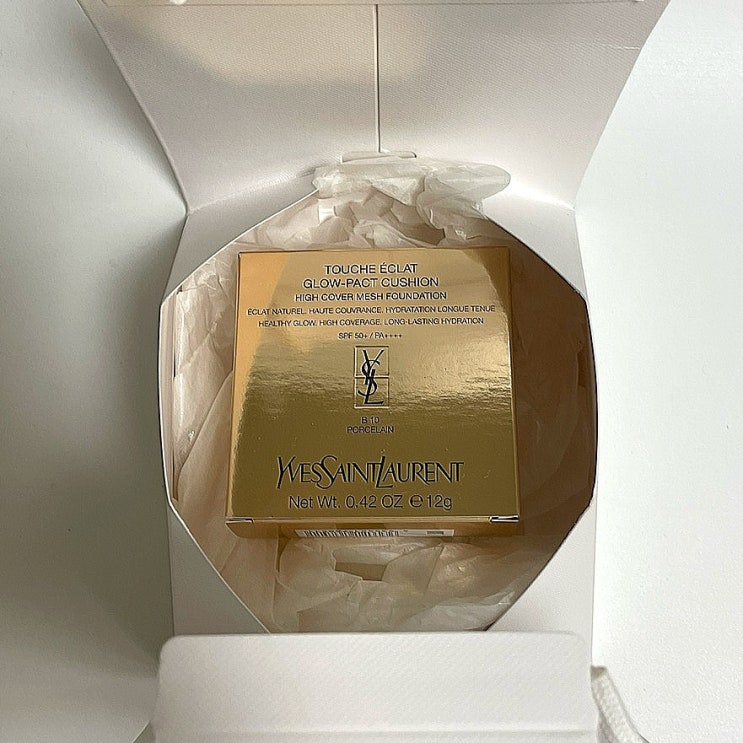 TOUCHE ÉCLAT
GLOW-PACT CUSHION
HIGH COVER MESH FOUNDATION
ÉCLAT NATUREL. HAUTE COUVRANCE. HYDRATATION LONGUE TENUE
HEALTHY GLOW. HIGH COVERAGE. LONG-LASTING HYDRATION
SPF 50+ / PA++++
YSL
B 10
PORCELAIN
YVESSAINTLAURENT
Net Wt. 0.42 OZ ℮ 12g